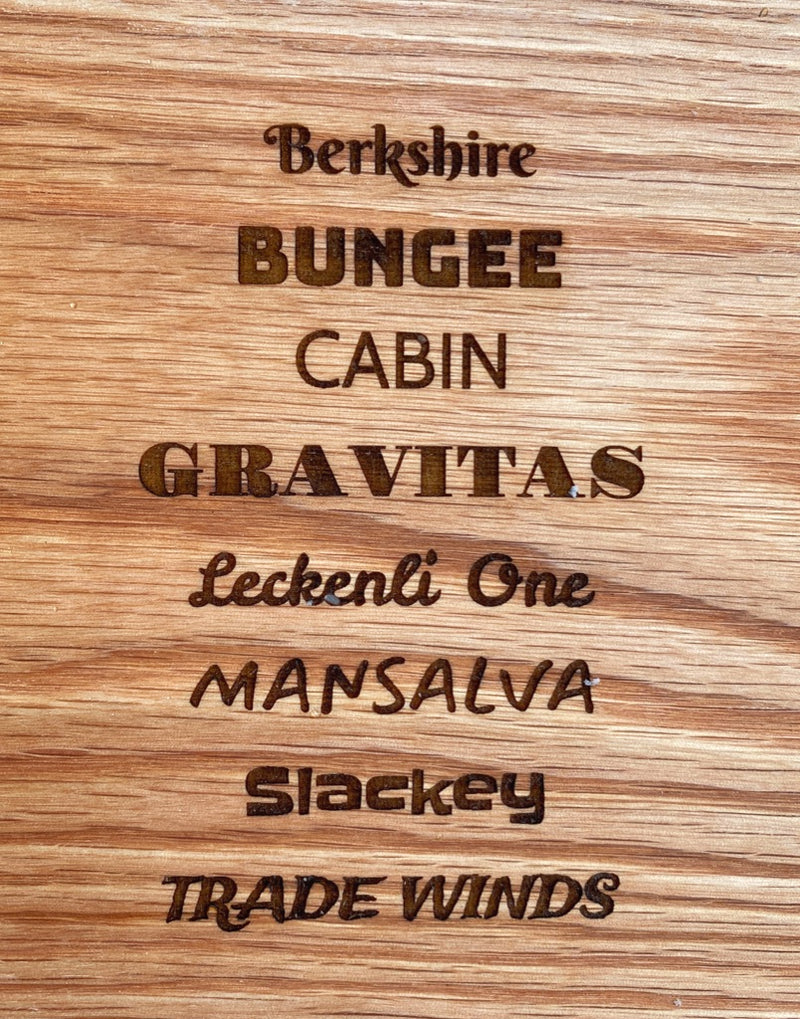 Berkshire
BUNGEE
CABIN
GRAVITAS
Leckenli One
MANSALVA
Slackey
TRADE WINDS